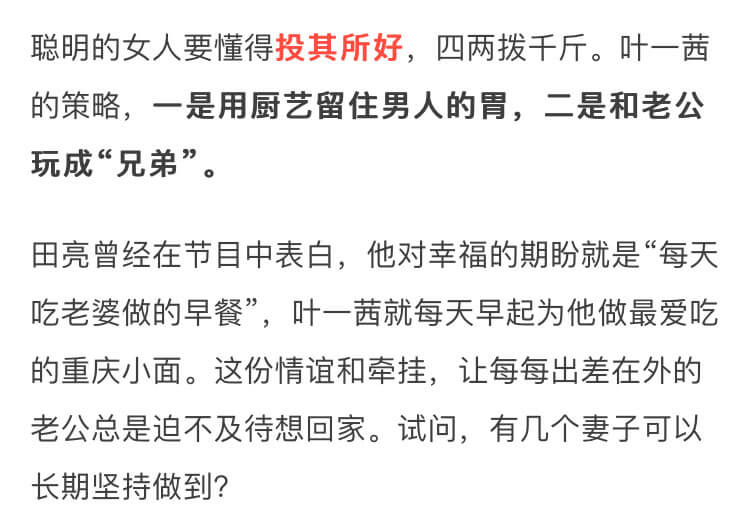 聪明的女人要懂得投其所好，四两拨千斤。叶一茜
的策略，一是用厨艺留住男人的胃，二是和老公
玩成“兄弟”。
田亮曾经在节目中表白，他对幸福的期盼就是“每天
吃老婆做的早餐”，叶一茜就每天早起为他做最爱吃
的重庆小面。这份情谊和牵挂，让每每出差在外的
老公总是迫不及待想回家。试问，有几个妻子可以
长期坚持做到？